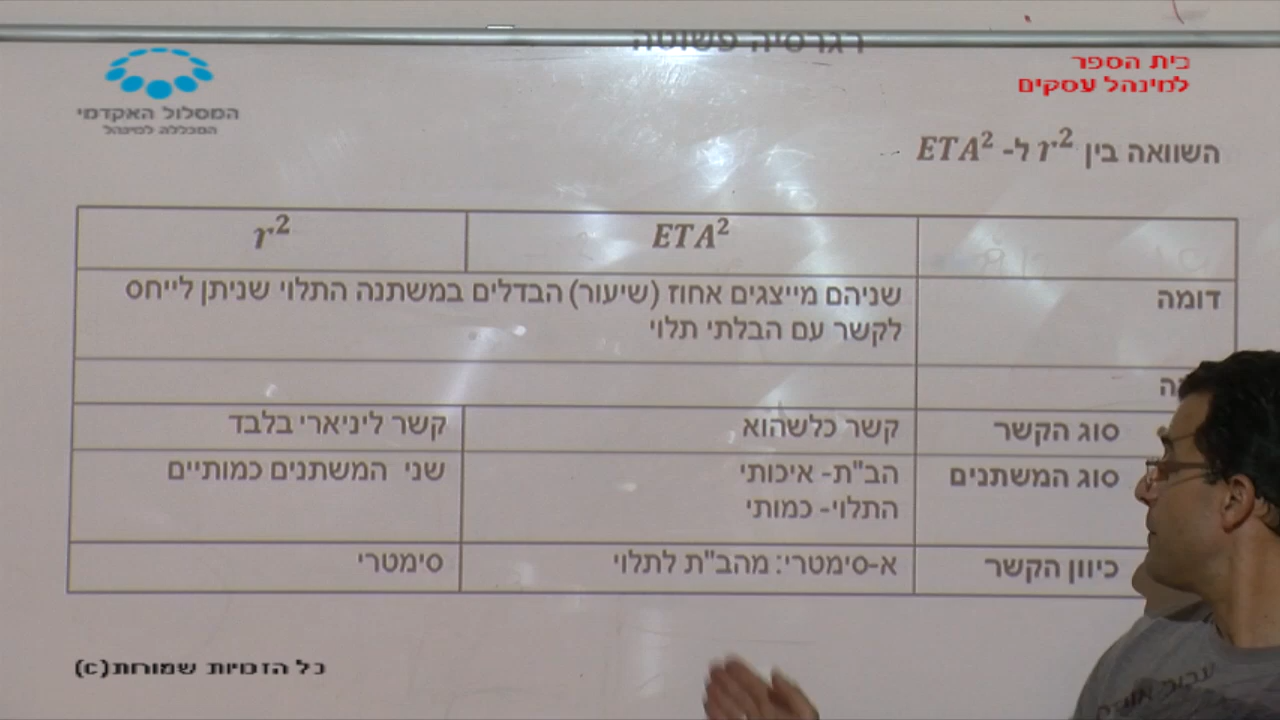 רגרסיה פשוטה
בית הספר
למינהל עסקים
המסלול האקדמי
המכללה למינהל
השוואה בין r² ל- ETA²
ETA² r²
דומה שניהם מייצגים אחוז (שיעור) הבדלים במשתנה התלוי שניתן לייחס
לקשר עם הבלתי תלוי
סוג הקשר קשר כלשהוא קשר ליניארי בלבד
סוג המשתנים הב"ת- איכותי שני המשתנים כמותיים
התלוי- כמותי
כיוון הקשר א-סימטרי: מהב"ת לתלוי סימטרי
כל הזכויות שמורות(c)